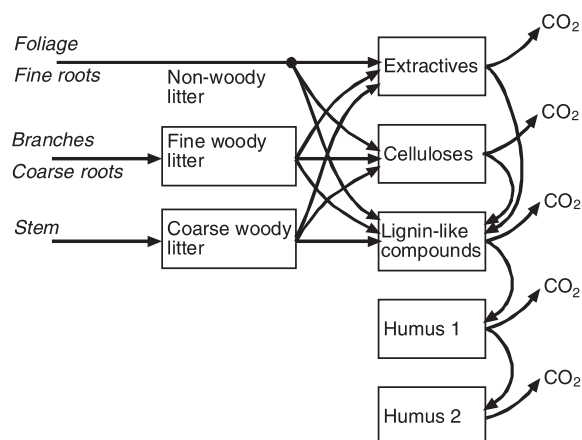 Foliage
Fine roots
Non-woody
litter
Branches
Coarse roots
Fine woody
litter
Stem
Coarse woody
litter
Extractives
CO₂
Celluloses
CO₂
Lignin-like
compounds
CO₂
Humus 1
CO₂
Humus 2
CO₂